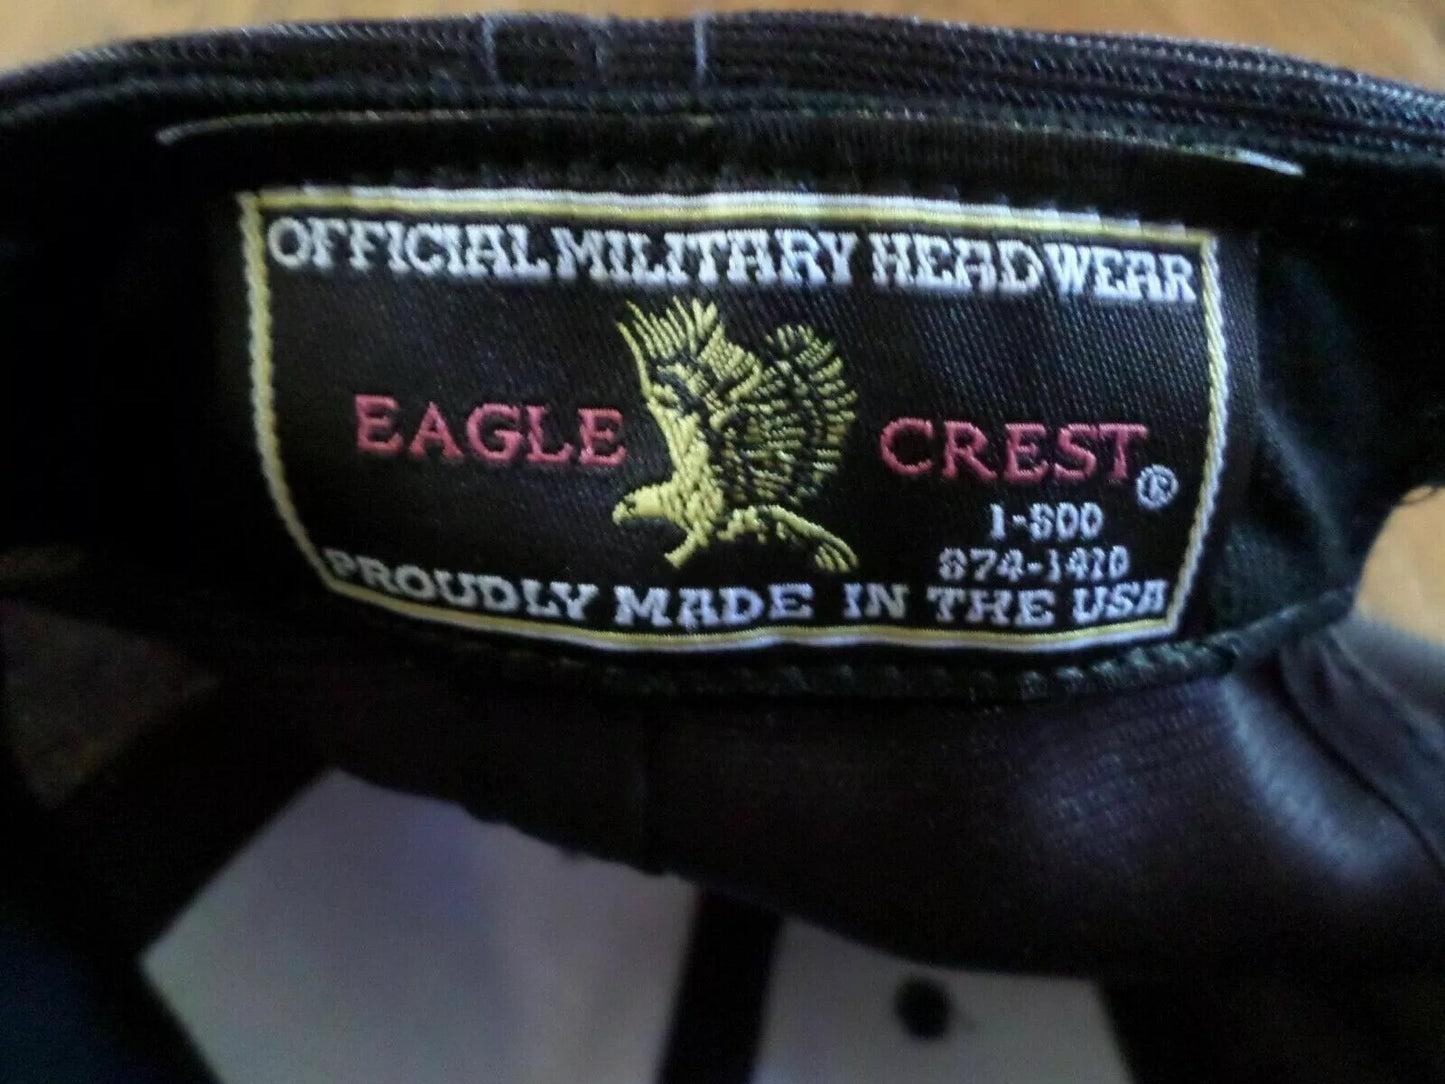 OFFICIAL MILITARY HEADWEAR
EAGLE CREST ®
1-800
874-1410
PROUDLY MADE IN THE USA